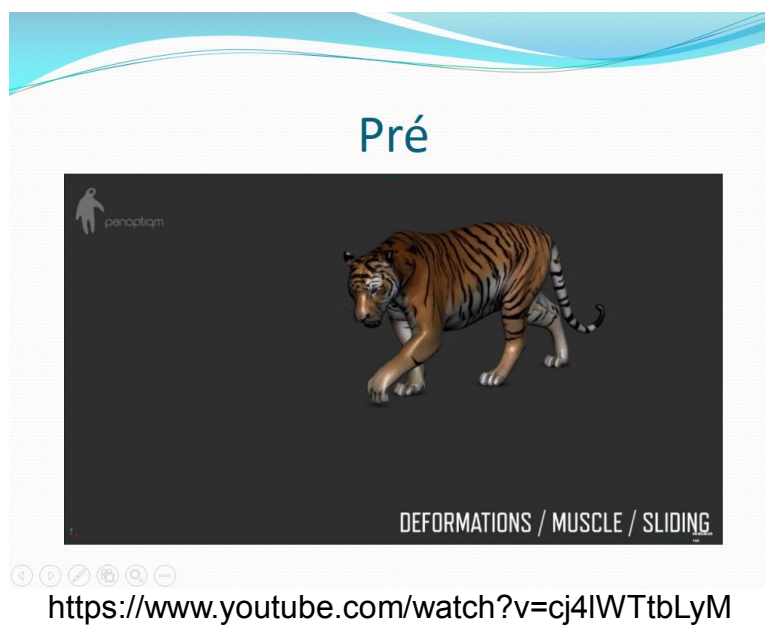 Pré
panoptiqm
DEFORMATIONS / MUSCLE / SLIDING
https://www.youtube.com/watch?v=cj4lWTtbLyM